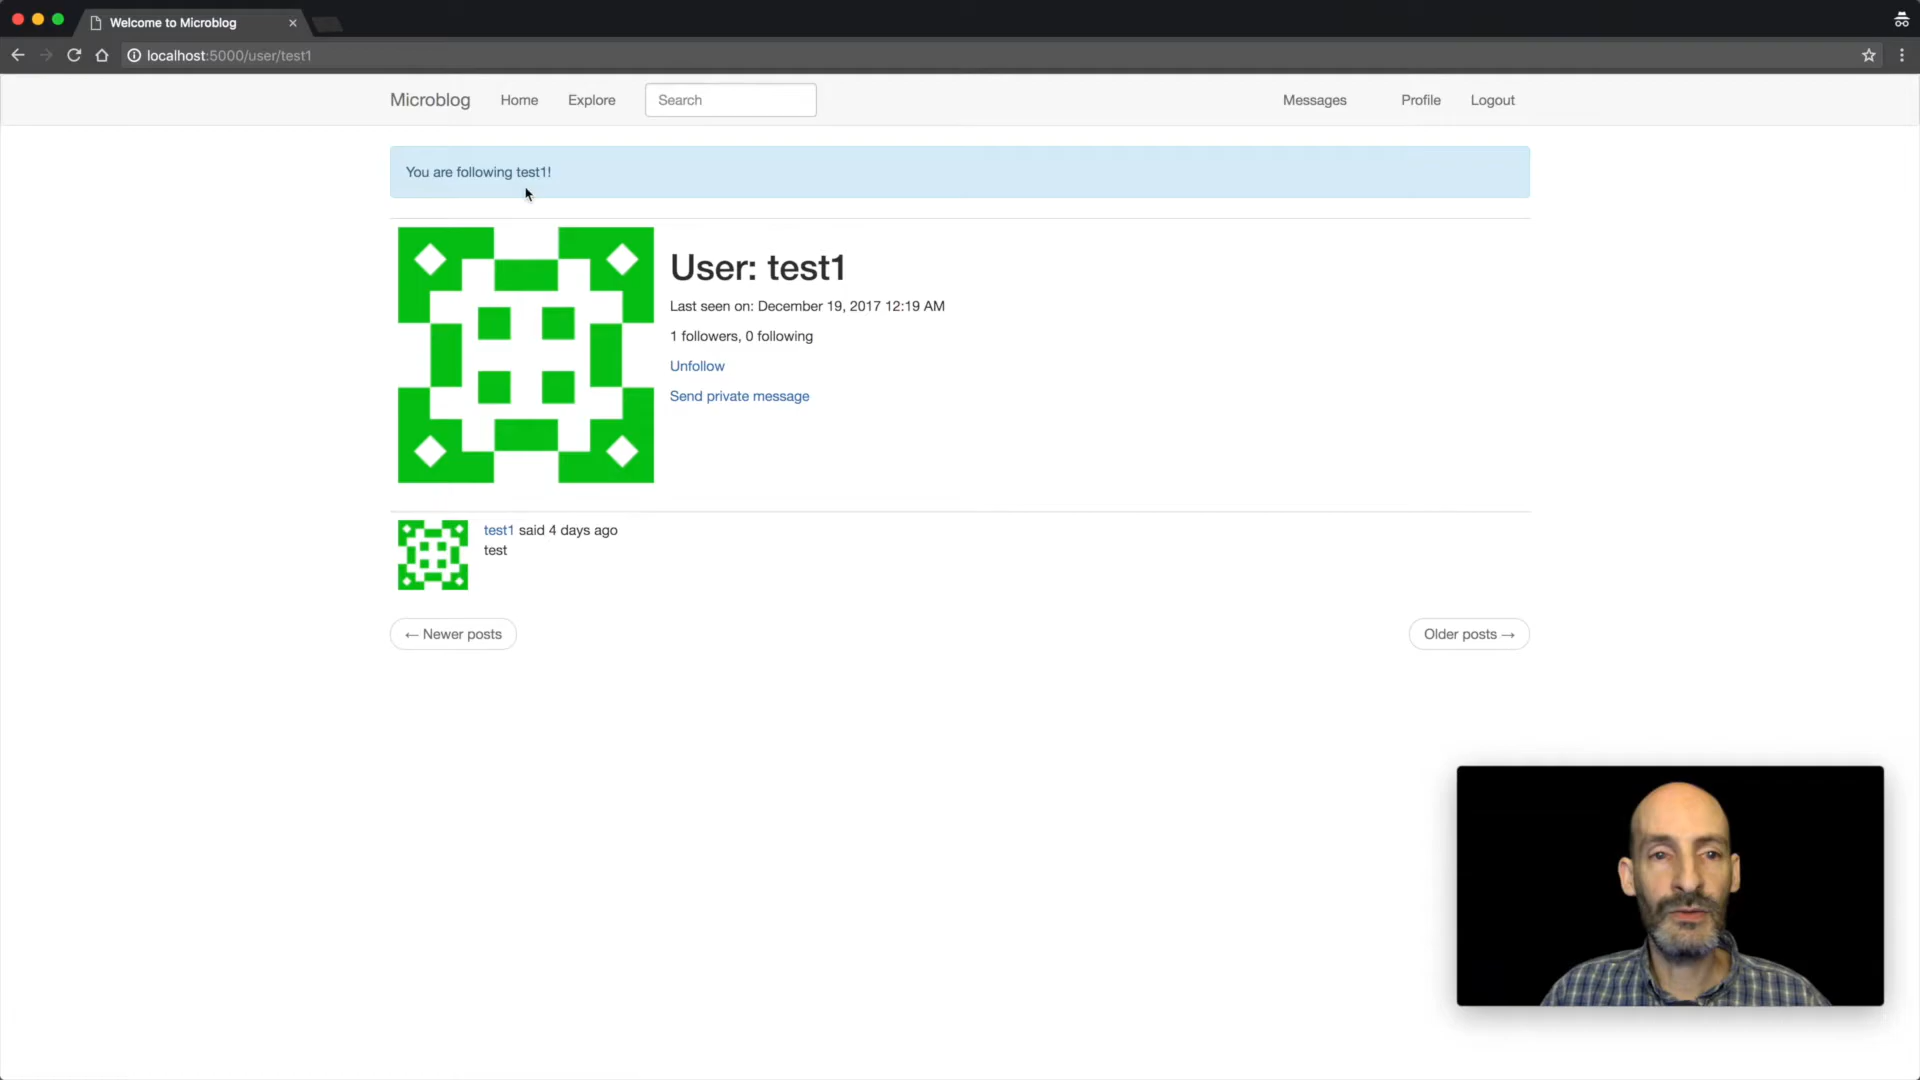 Welcome to Microblog
localhost:5000/user/test1
Microblog Home Explore Search Messages Profile Logout
You are following test1!
User: test1
Last seen on: December 19, 2017 12:19 AM
1 followers, 0 following
Unfollow
Send private message
test1 said 4 days ago
test
← Newer posts Older posts →